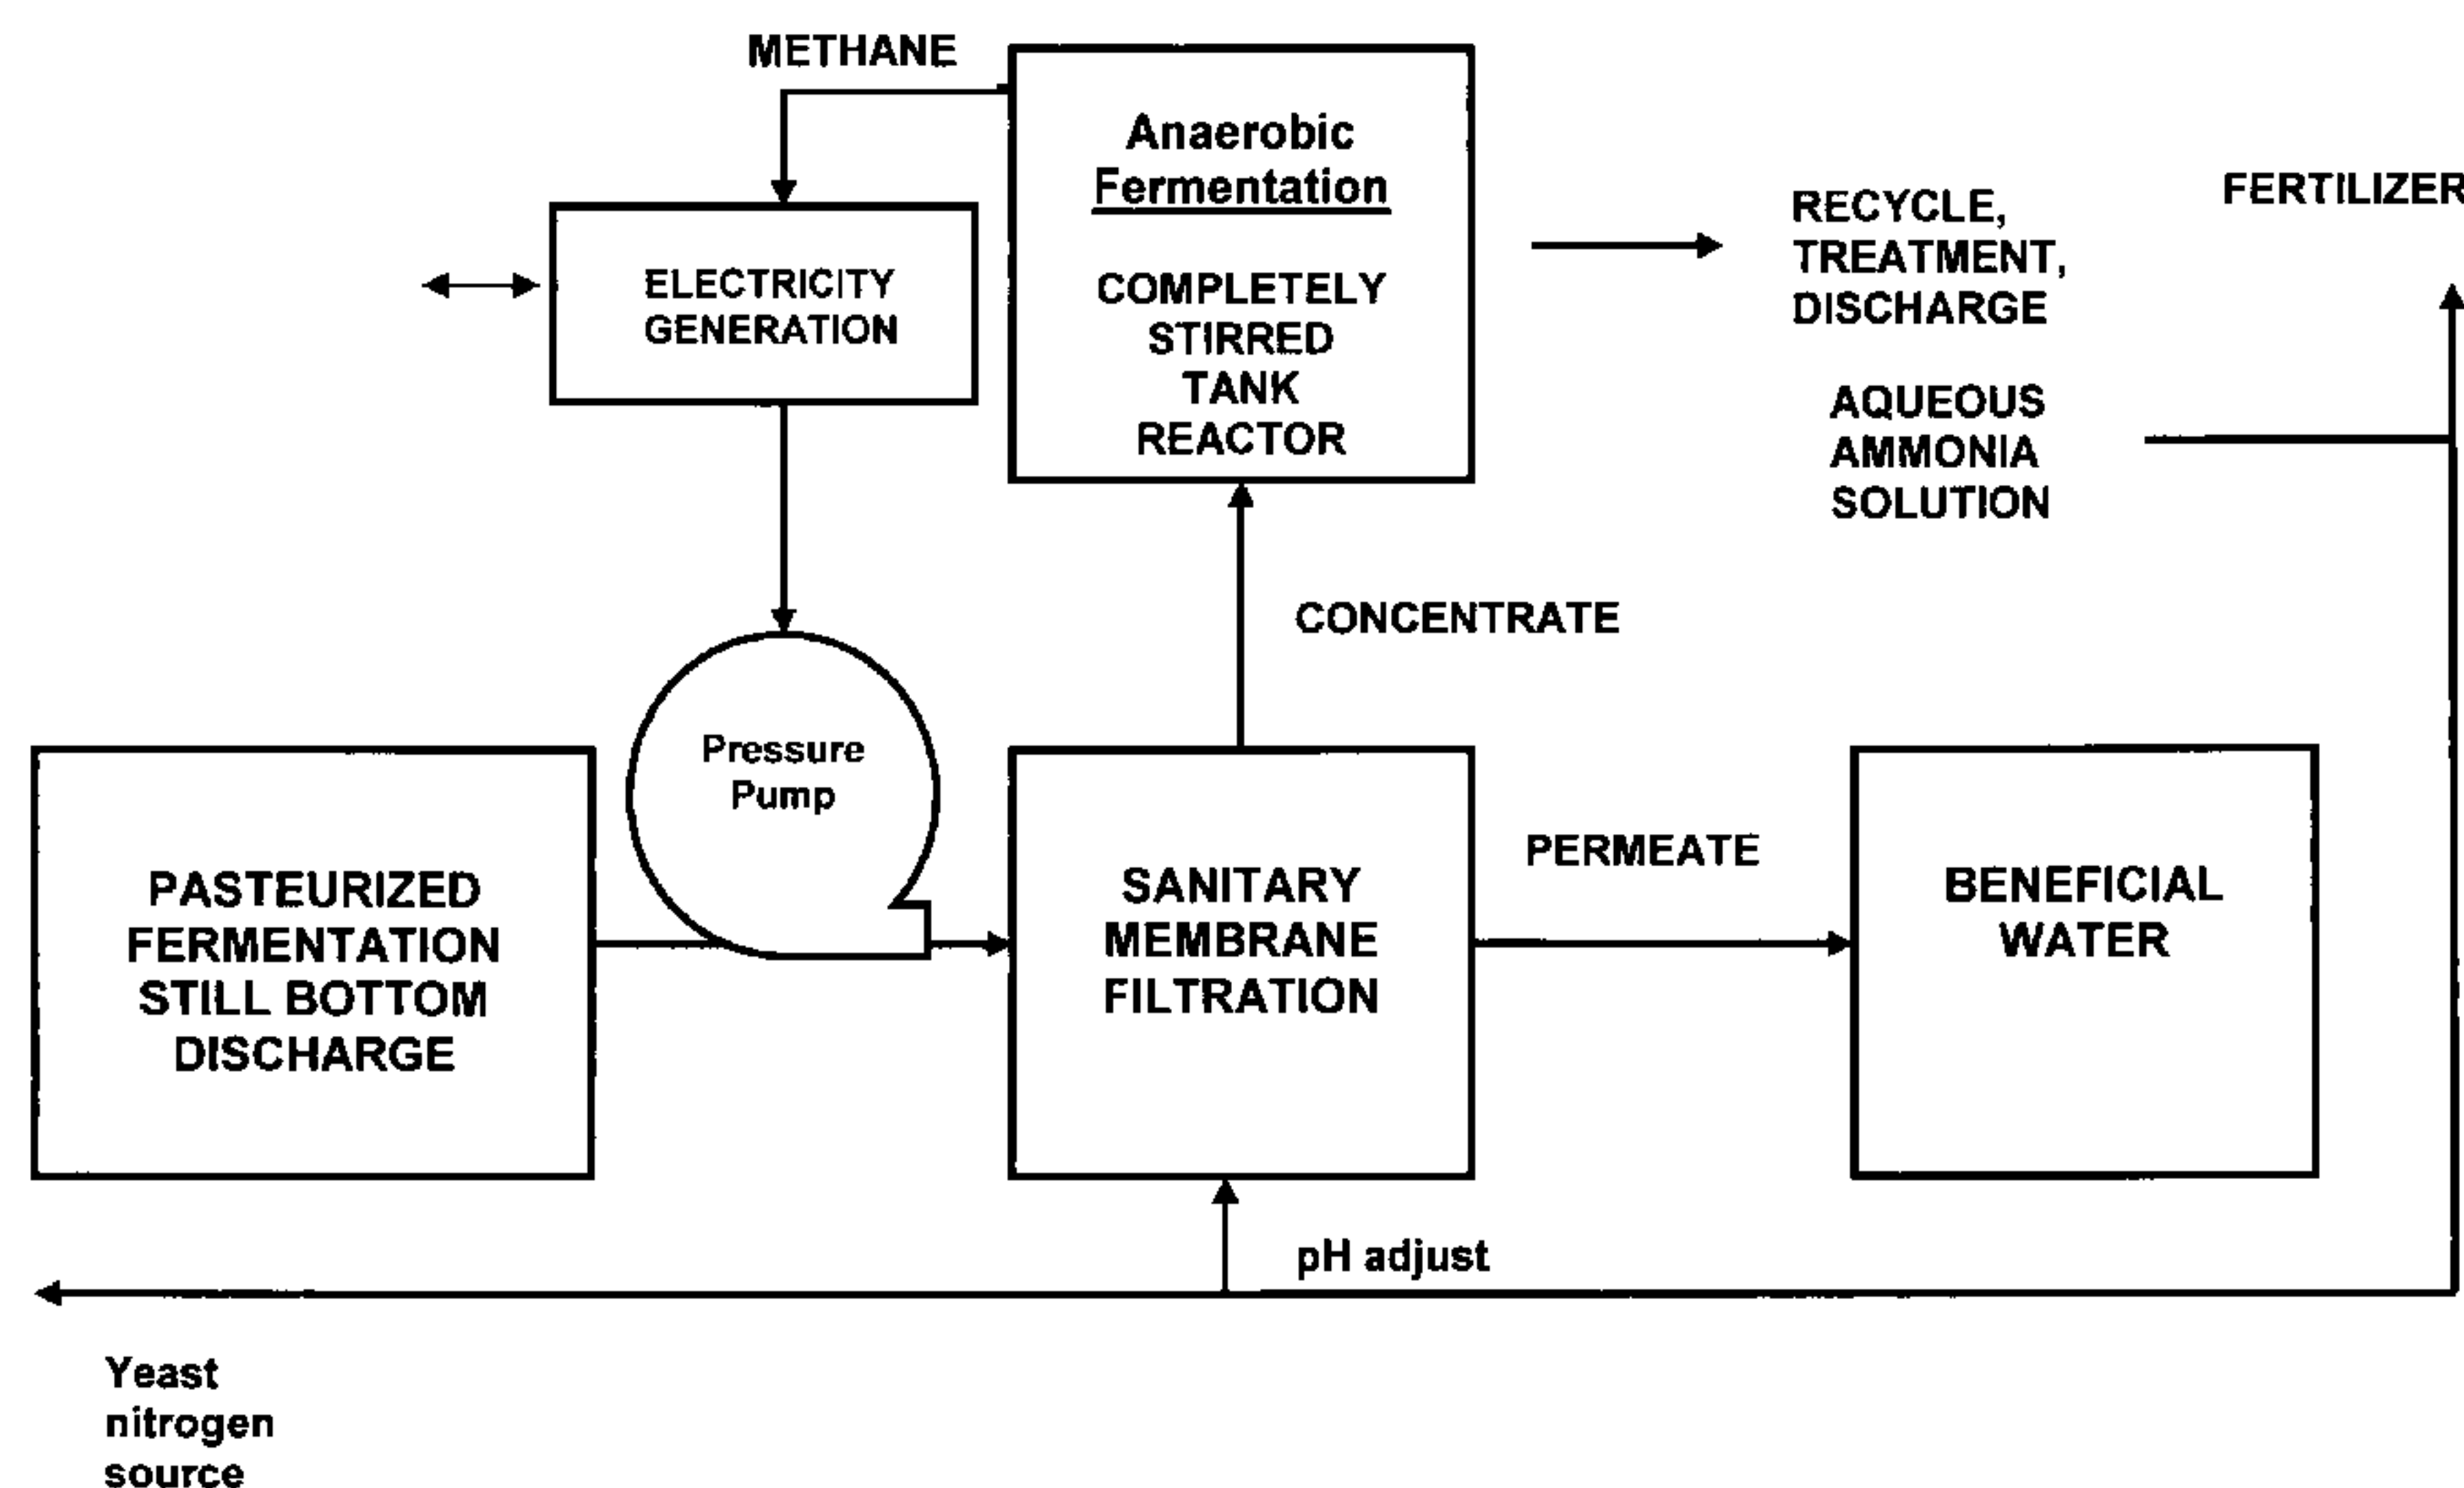 METHANE
Anaerobic
Fermentation
COMPLETELY
STIRRED
TANK
REACTOR
ELECTRICITY
GENERATION
RECYCLE,
TREATMENT,
DISCHARGE
FERTILIZER
AQUEOUS
AMMONIA
SOLUTION
CONCENTRATE
Pressure
Pump
PASTEURIZED
FERMENTATION
STILL BOTTOM
DISCHARGE
SANITARY
MEMBRANE
FILTRATION
PERMEATE
BENEFICIAL
WATER
pH adjust
Yeast
nitrogen
source